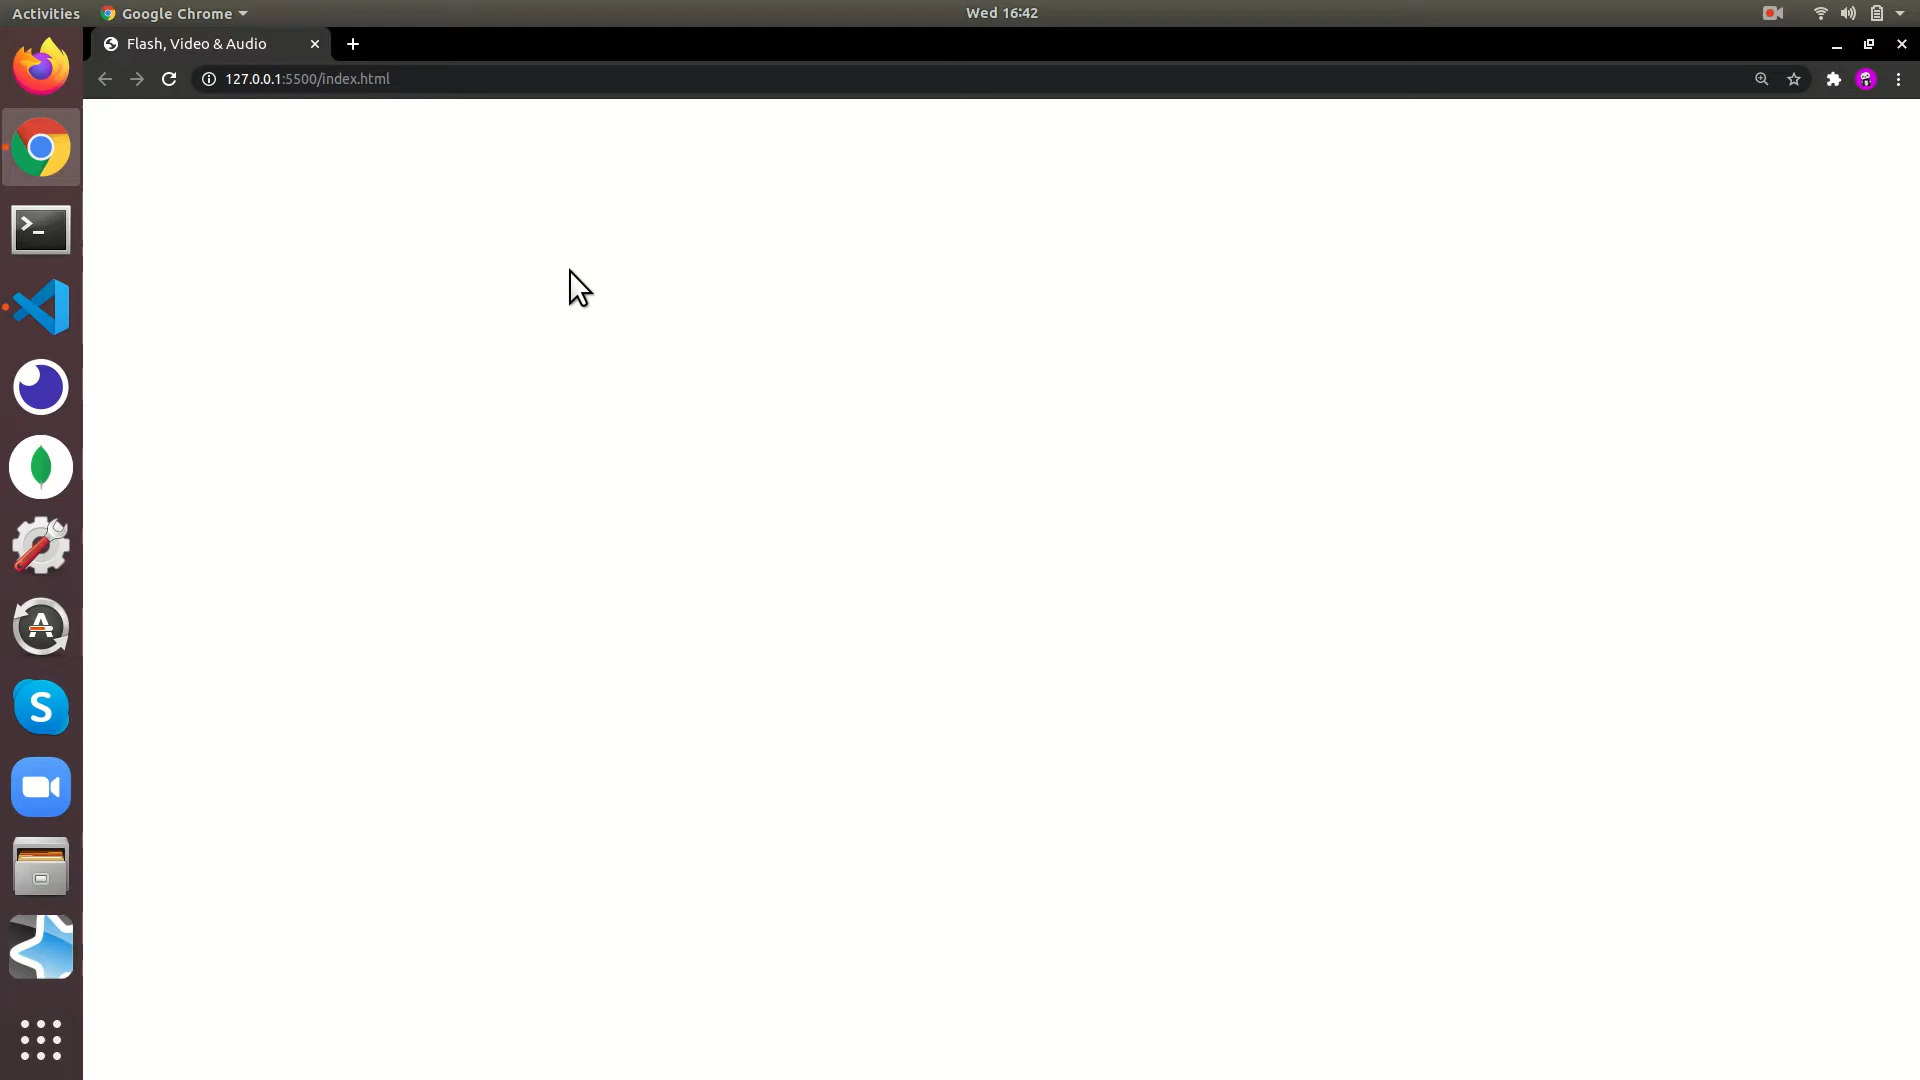 Activities Google Chrome Wed 16:42
Flash, Video & Audio
127.0.0.1:5500/index.html